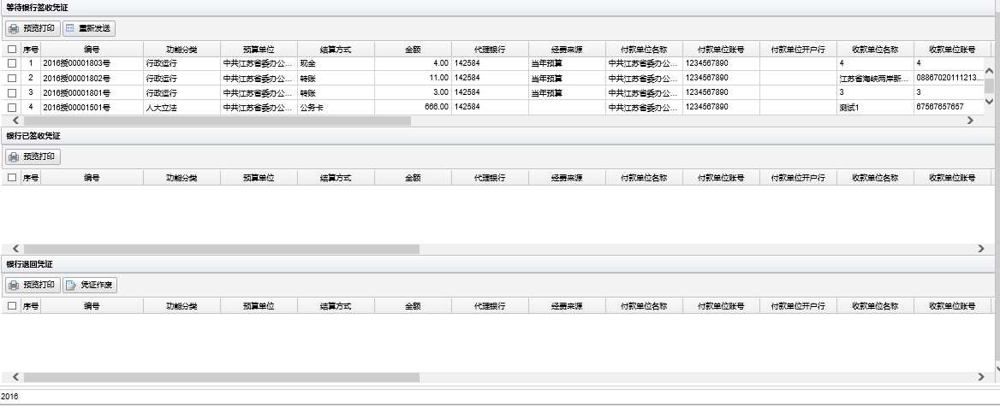 等待银行签收凭证
预览打印 重新发送
序号 编号 功能分类 预算单位 结算方式 金额 代理银行 经费来源 付款单位名称 付款单位账号 付款单位开户行 收款单位名称 收款单位账号
1 2016授00001803号 行政运行 中共江苏省委办公... 现金 4.00 142584 当年预算 中共江苏省委办公... 1234567890 4 4
2 2016授00001802号 行政运行 中共江苏省委办公... 转账 11.00 142584 当年预算 中共江苏省委办公... 1234567890 江苏省海峡两岸新... 08867020111213...
3 2016授00001801号 行政运行 中共江苏省委办公... 转账 3.00 142584 当年预算 中共江苏省委办公... 1234567890 3 3
4 2016授00001501号 人大立法 中共江苏省委办公... 公务卡 666.00 142584 中共江苏省委办公... 1234567890 测试1 67567657657
银行已签收凭证
预览打印
序号 编号 功能分类 预算单位 结算方式 金额 代理银行 经费来源 付款单位名称 付款单位账号 付款单位开户行 收款单位名称 收款单位账号
银行退回凭证
预览打印 凭证作废
序号 编号 功能分类 预算单位 结算方式 金额 代理银行 经费来源 付款单位名称 付款单位账号 付款单位开户行 收款单位名称 收款单位账号
2016